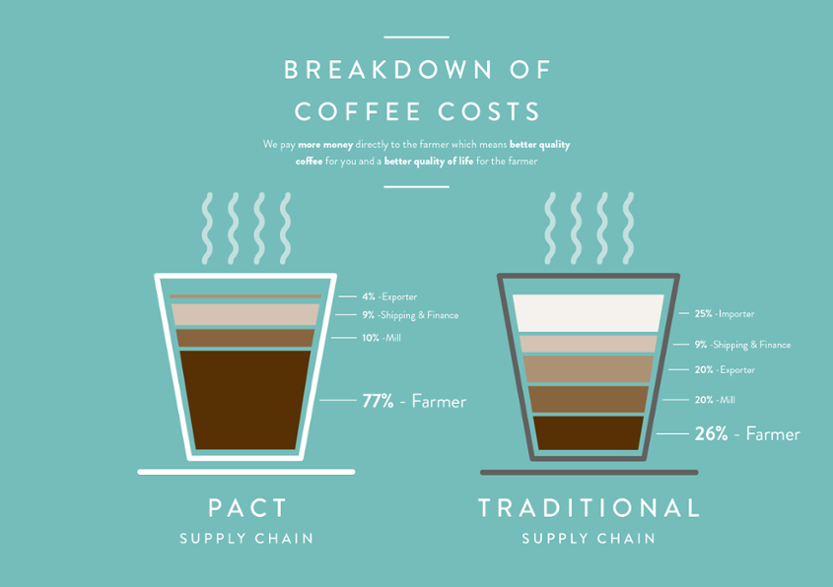 BREAKDOWN OF
COFFEE COSTS
We pay more money directly to the farmer which means better quality
coffee for you and a better quality of life for the farmer
4% -Exporter
9% -Shipping & Finance
10% -Mill
77% - Farmer
PACT
SUPPLY CHAIN
25% -Importer
9% -Shipping & Finance
20% -Exporter
20% -Mill
26% - Farmer
TRADITIONAL
SUPPLY CHAIN